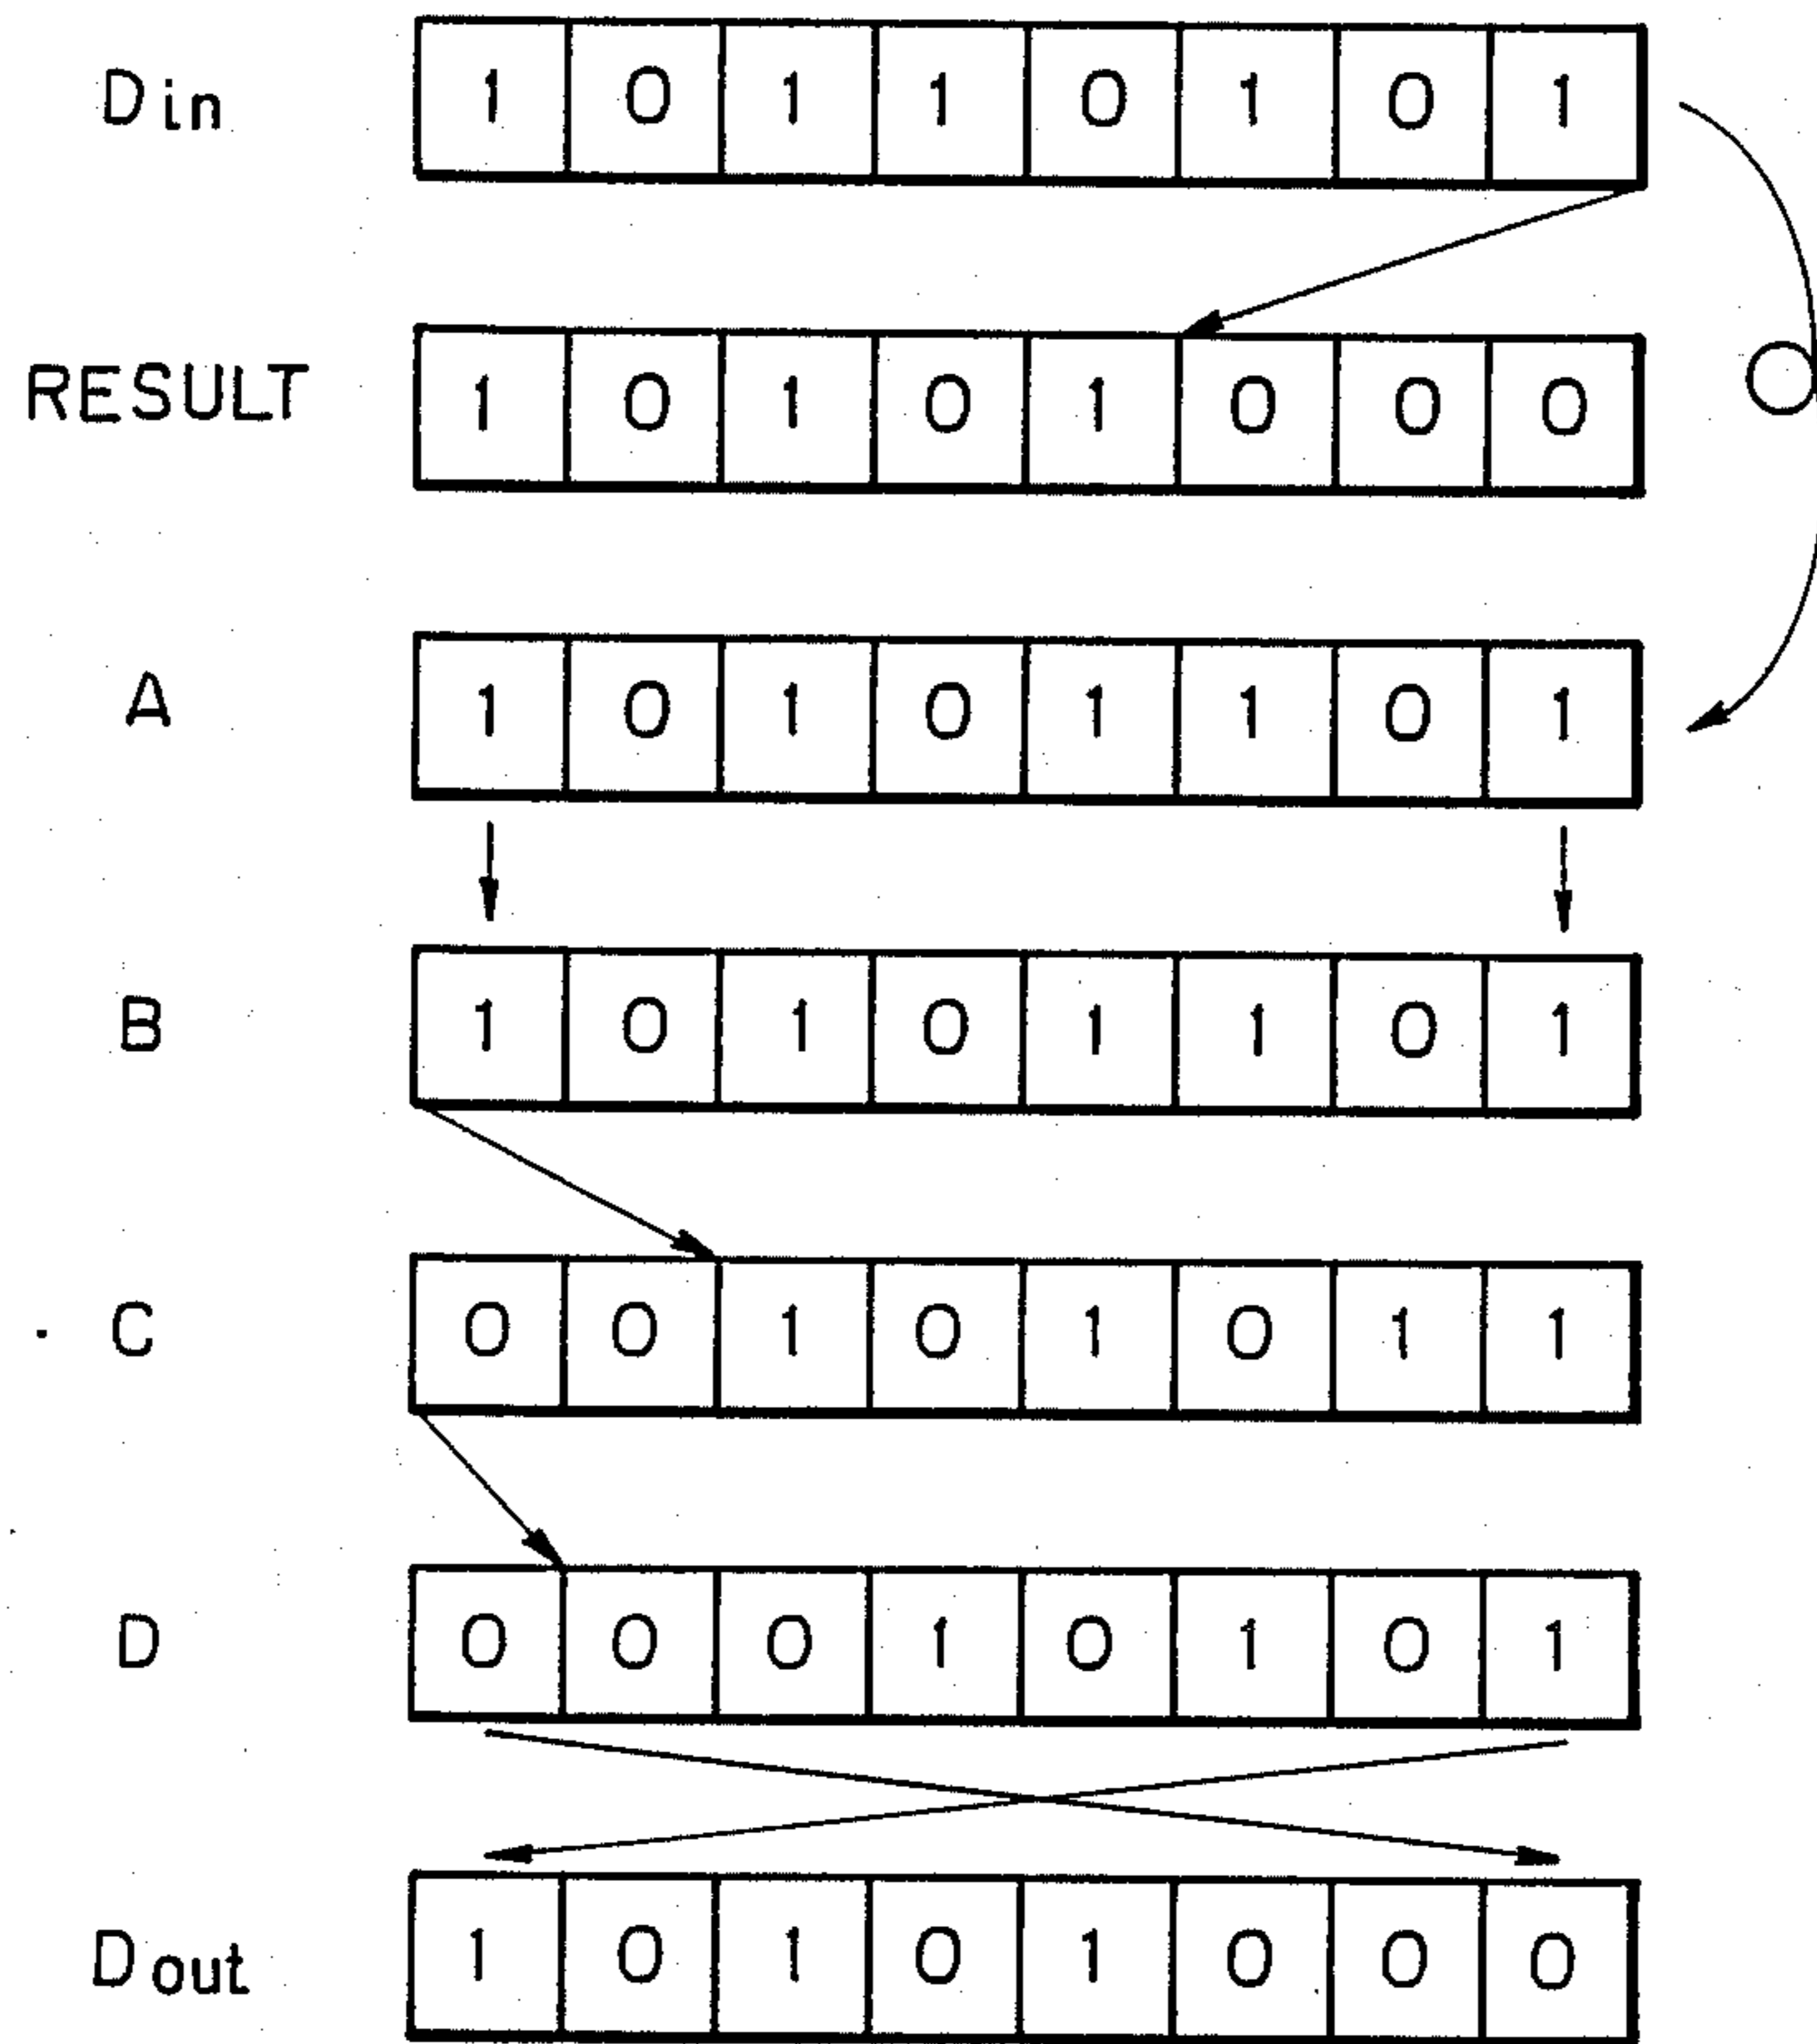 Din 1 0 1 1 0 1 0 1
RESULT 1 0 1 0 1 0 0 0
A 1 0 1 0 1 1 0 1
B 1 0 1 0 1 1 0 1
C 0 0 1 0 1 0 1 1
D 0 0 0 1 0 1 0 1
Dout 1 0 1 0 1 0 0 0